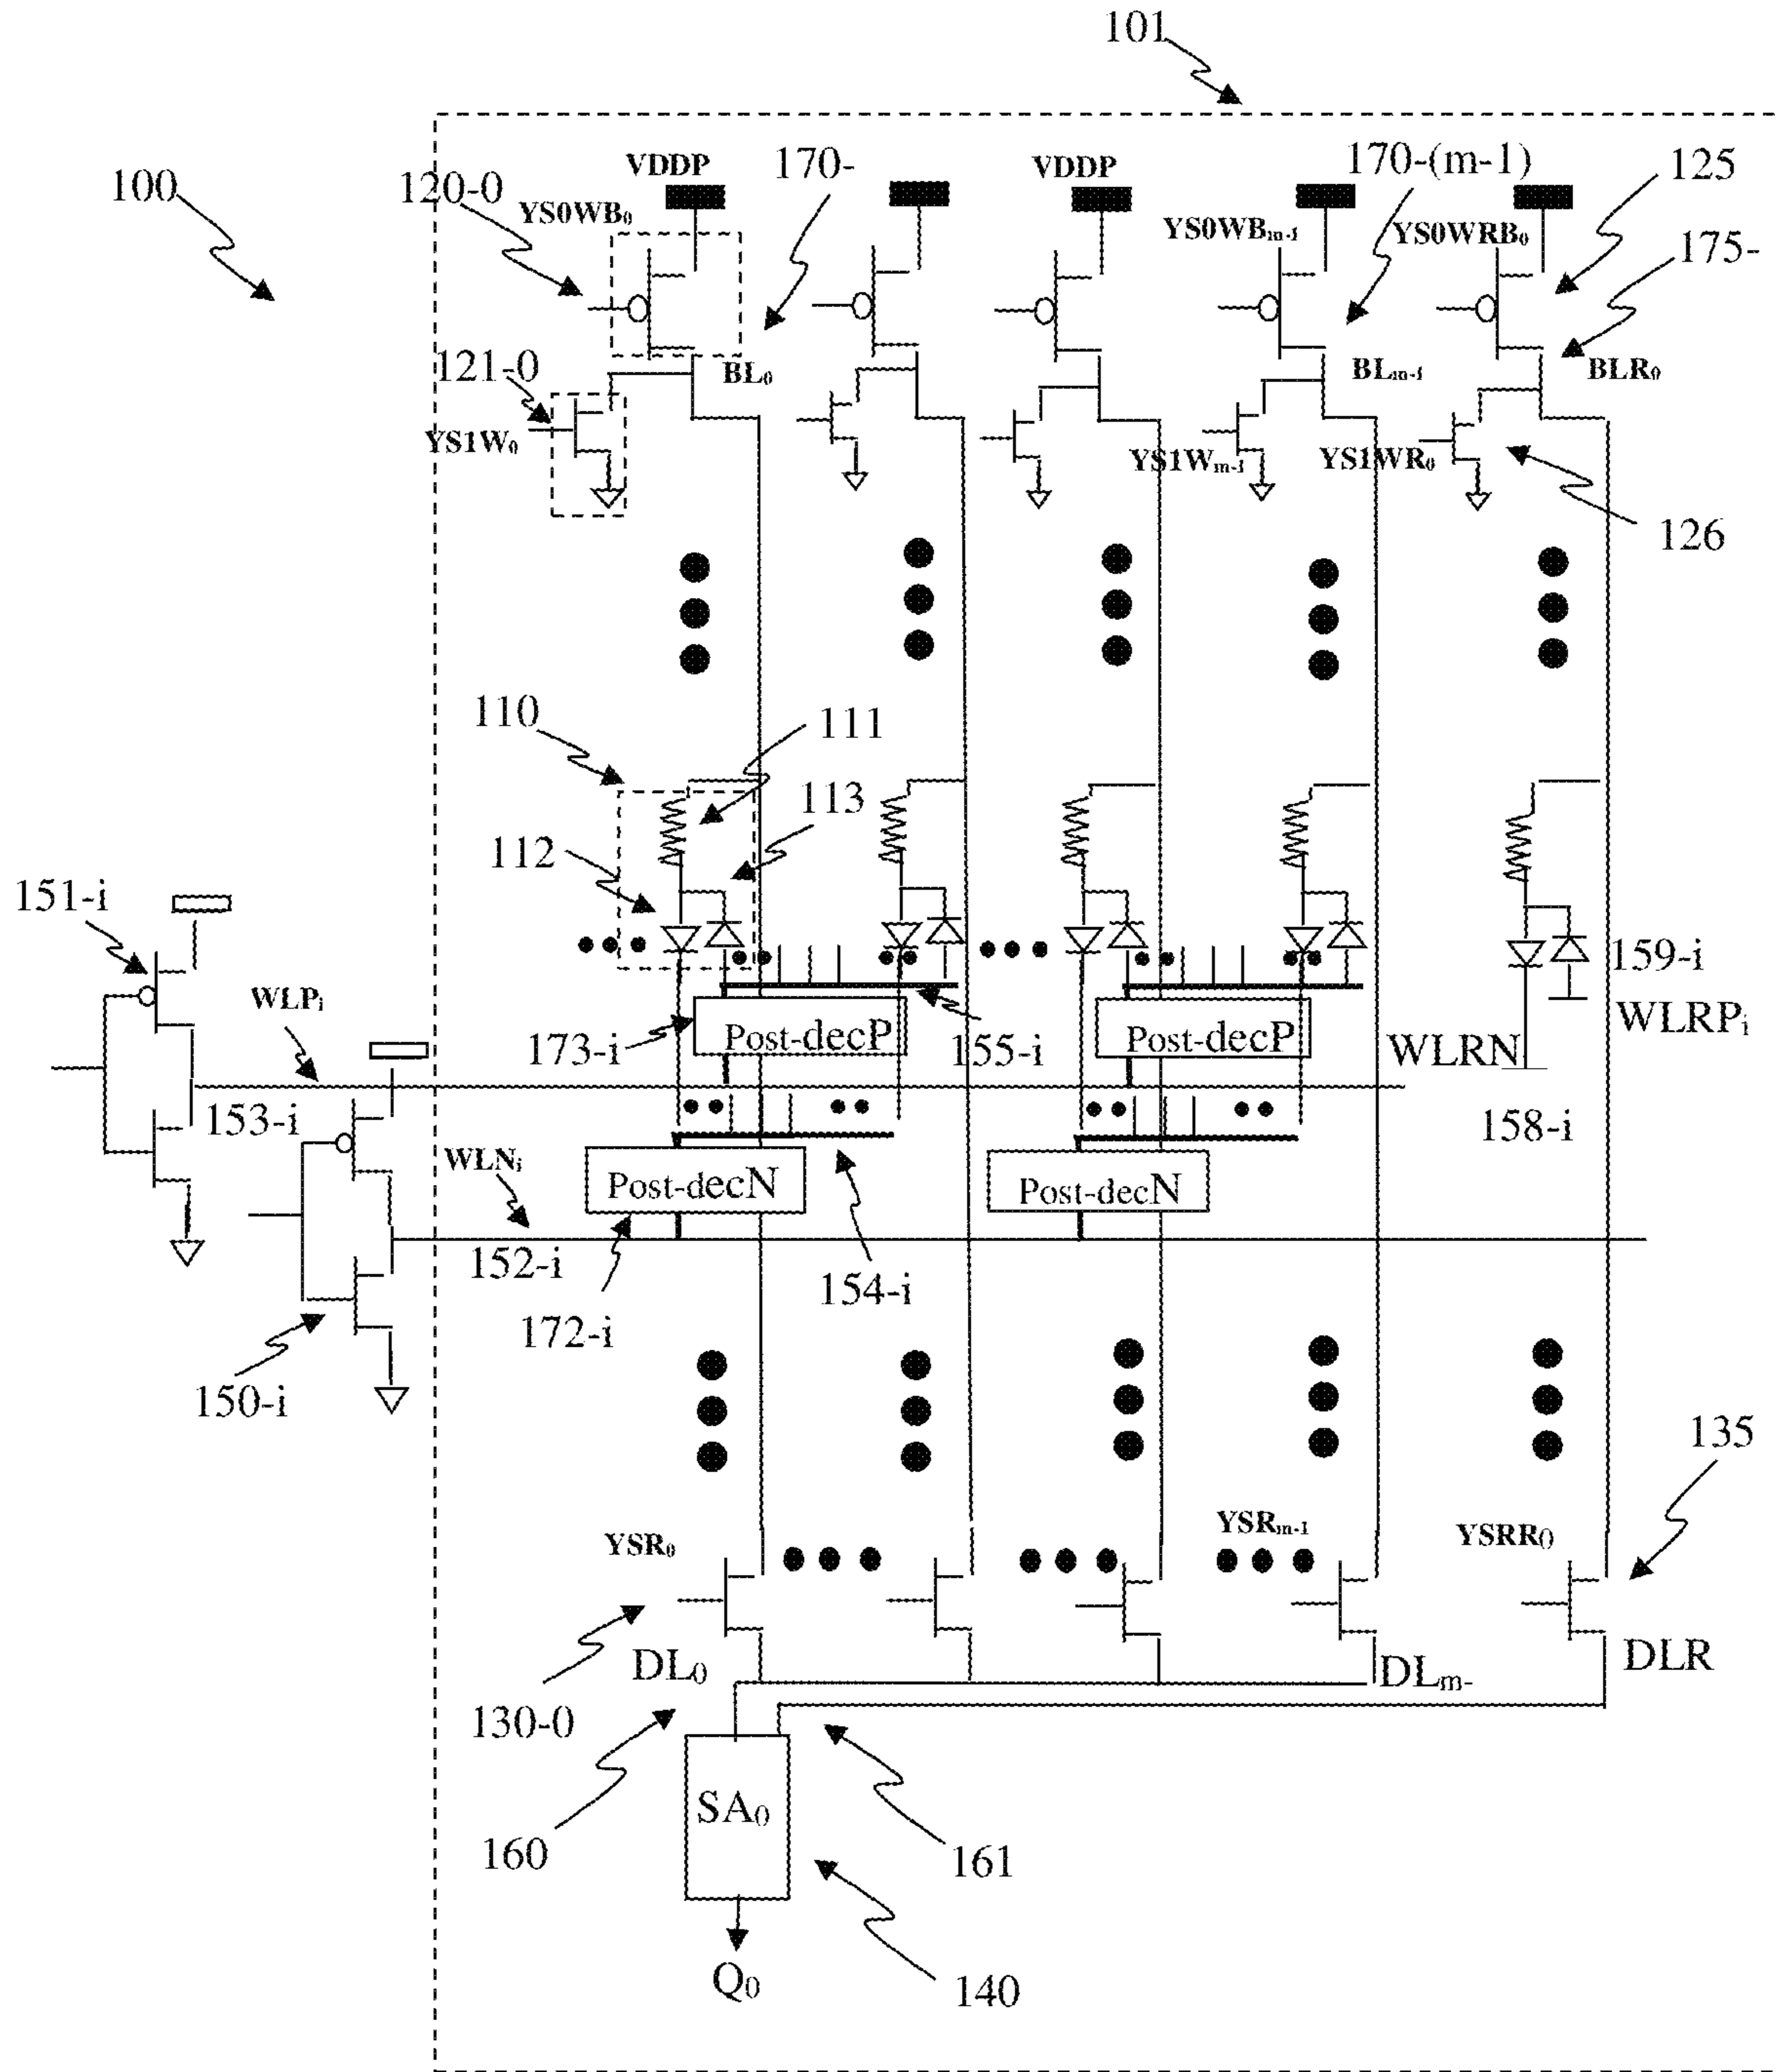 101
100
120-0
VDDP
170-
VDDP
170-(m-1)
125
YS0WB₀
YS0WBₘ₋₁
YS0WRB₀
175-
121-0
BL₀
BLₘ₋₁
BLR₀
YS1W₀
YS1Wₘ₋₁
YS1WR₀
126
110
111
113
112
151-i
159-i
WLPᵢ
173-i
Post-decP
155-i
Post-decP
WLRN
WLRPᵢ
153-i
158-i
WLNᵢ
Post-decN
Post-decN
152-i
154-i
172-i
150-i
135
YSR₀
YSRₘ₋₁
YSRR₀
DL₀
DLₘ₋
DLR
130-0
SA₀
160
161
Q₀
140